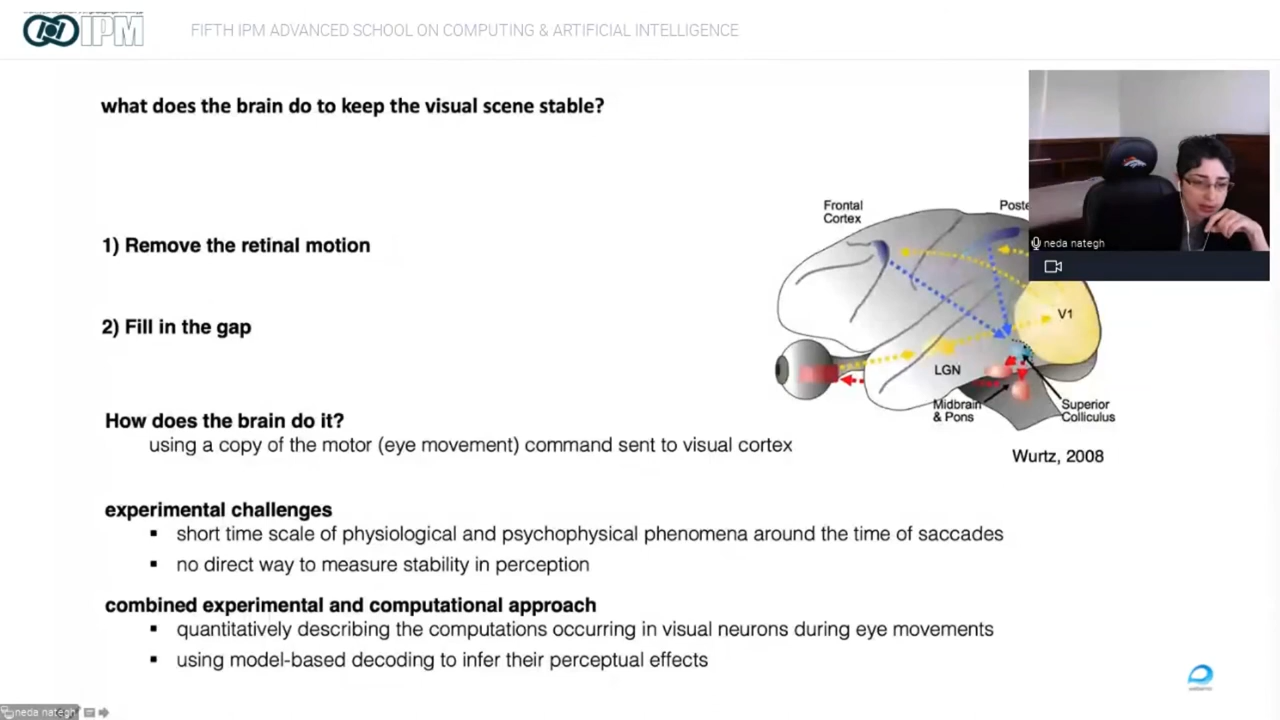 IPM
FIFTH IPM ADVANCED SCHOOL ON COMPUTING & ARTIFICIAL INTELLIGENCE
what does the brain do to keep the visual scene stable?
1) Remove the retinal motion
2) Fill in the gap
How does the brain do it?
using a copy of the motor (eye movement) command sent to visual cortex
experimental challenges
▪ short time scale of physiological and psychophysical phenomena around the time of saccades
▪ no direct way to measure stability in perception
combined experimental and computational approach
▪ quantitatively describing the computations occurring in visual neurons during eye movements
▪ using model-based decoding to infer their perceptual effects
Frontal
Cortex
Poste
V1
LGN
Midbrain
& Pons
Superior
Colliculus
Wurtz, 2008
neda nategh
neda nategh